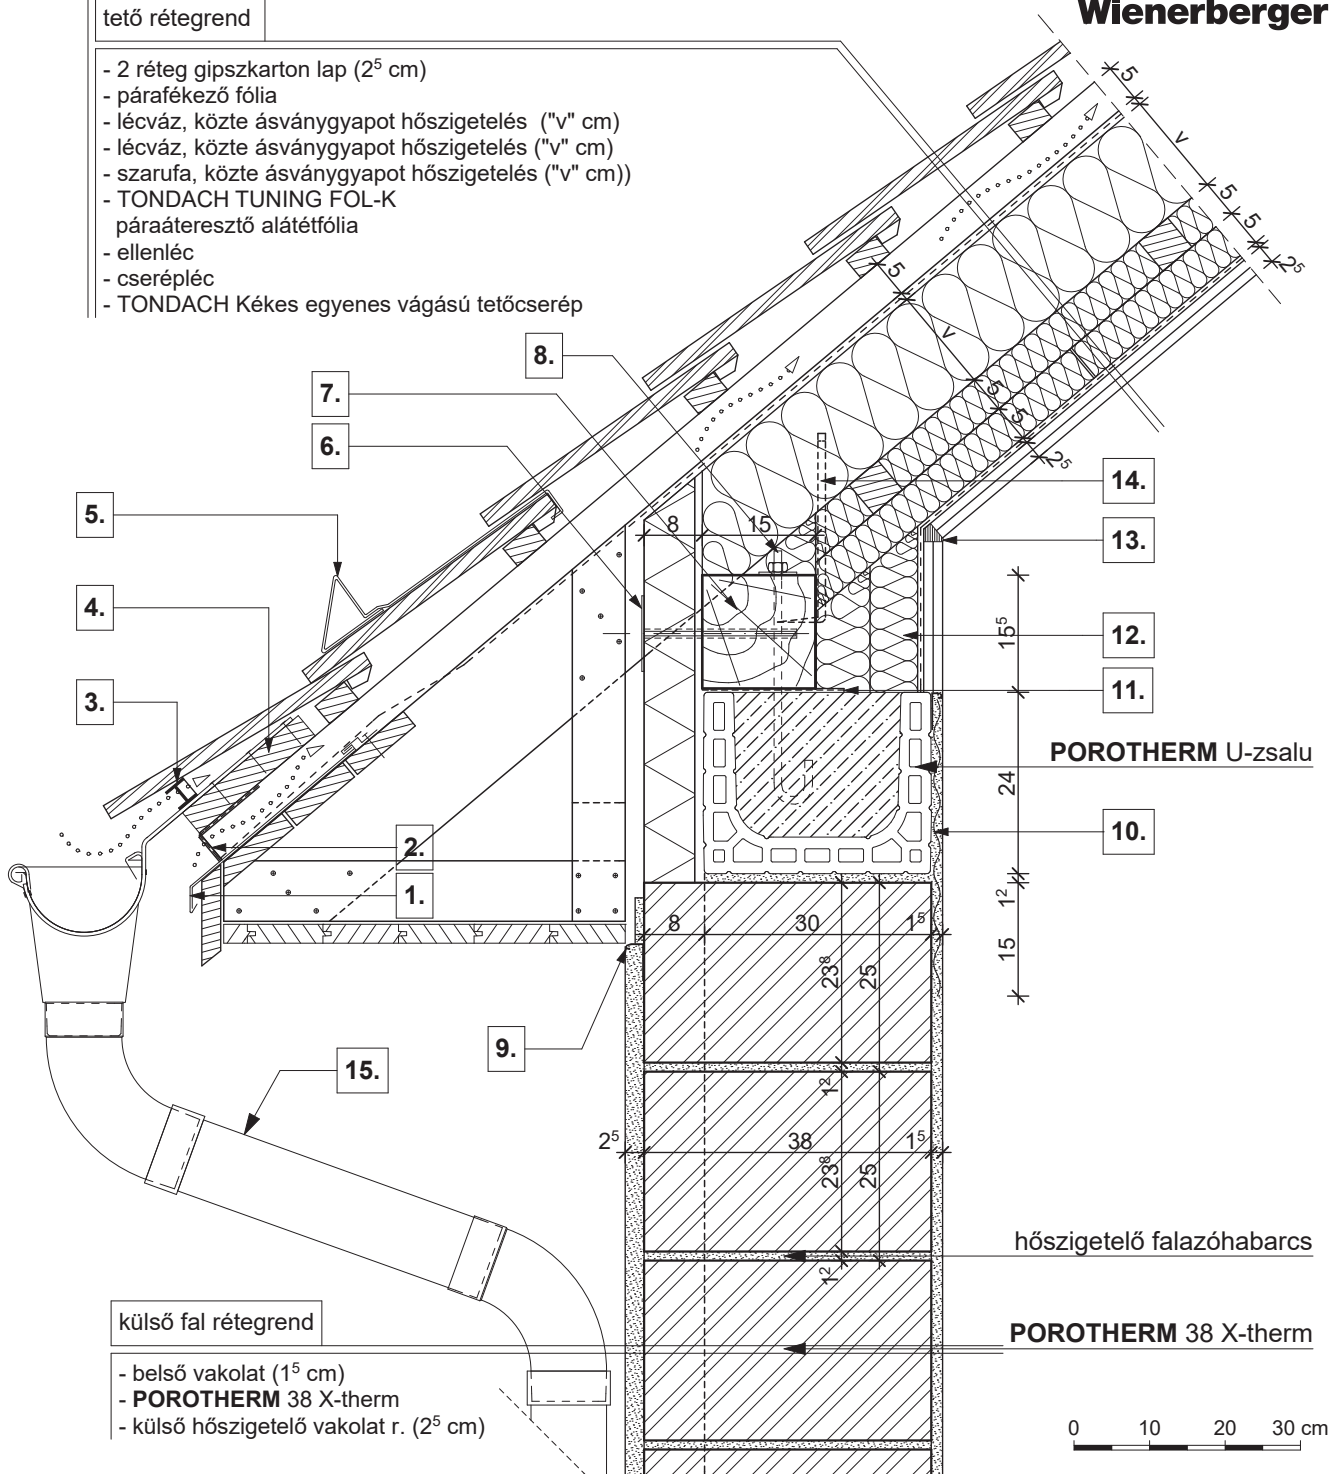 Wienerberger
tető rétegrend
- 2 réteg gipszkarton lap (2⁵ cm)
- párafékező fólia
- lécváz, közte ásványgyapot hőszigetelés ("v" cm)
- lécváz, közte ásványgyapot hőszigetelés ("v" cm)
- szarufa, közte ásványgyapot hőszigetelés ("v" cm))
- TONDACH TUNING FOL-K
páraáteresztő alátétfólia
- ellenléc
- cserépléc
- TONDACH Kékes egyenes vágású tetőcserép
5
v
5
5
2⁵
5
v
5
5
2⁵
8.
7.
6.
5.
4.
3.
2.
1.
14.
13.
12.
11.
10.
9.
15.
8
15
15⁵
24
1²
15
POROTHERM U-zsalu
8
30
1⁵
23⁸
25
1²
2⁵
38
1⁵
23⁸
25
1²
hőszigetelő falazóhabarcs
POROTHERM 38 X-therm
külső fal rétegrend
- belső vakolat (1⁵ cm)
- POROTHERM 38 X-therm
- külső hőszigetelő vakolat r. (2⁵ cm)
0 10 20 30 cm